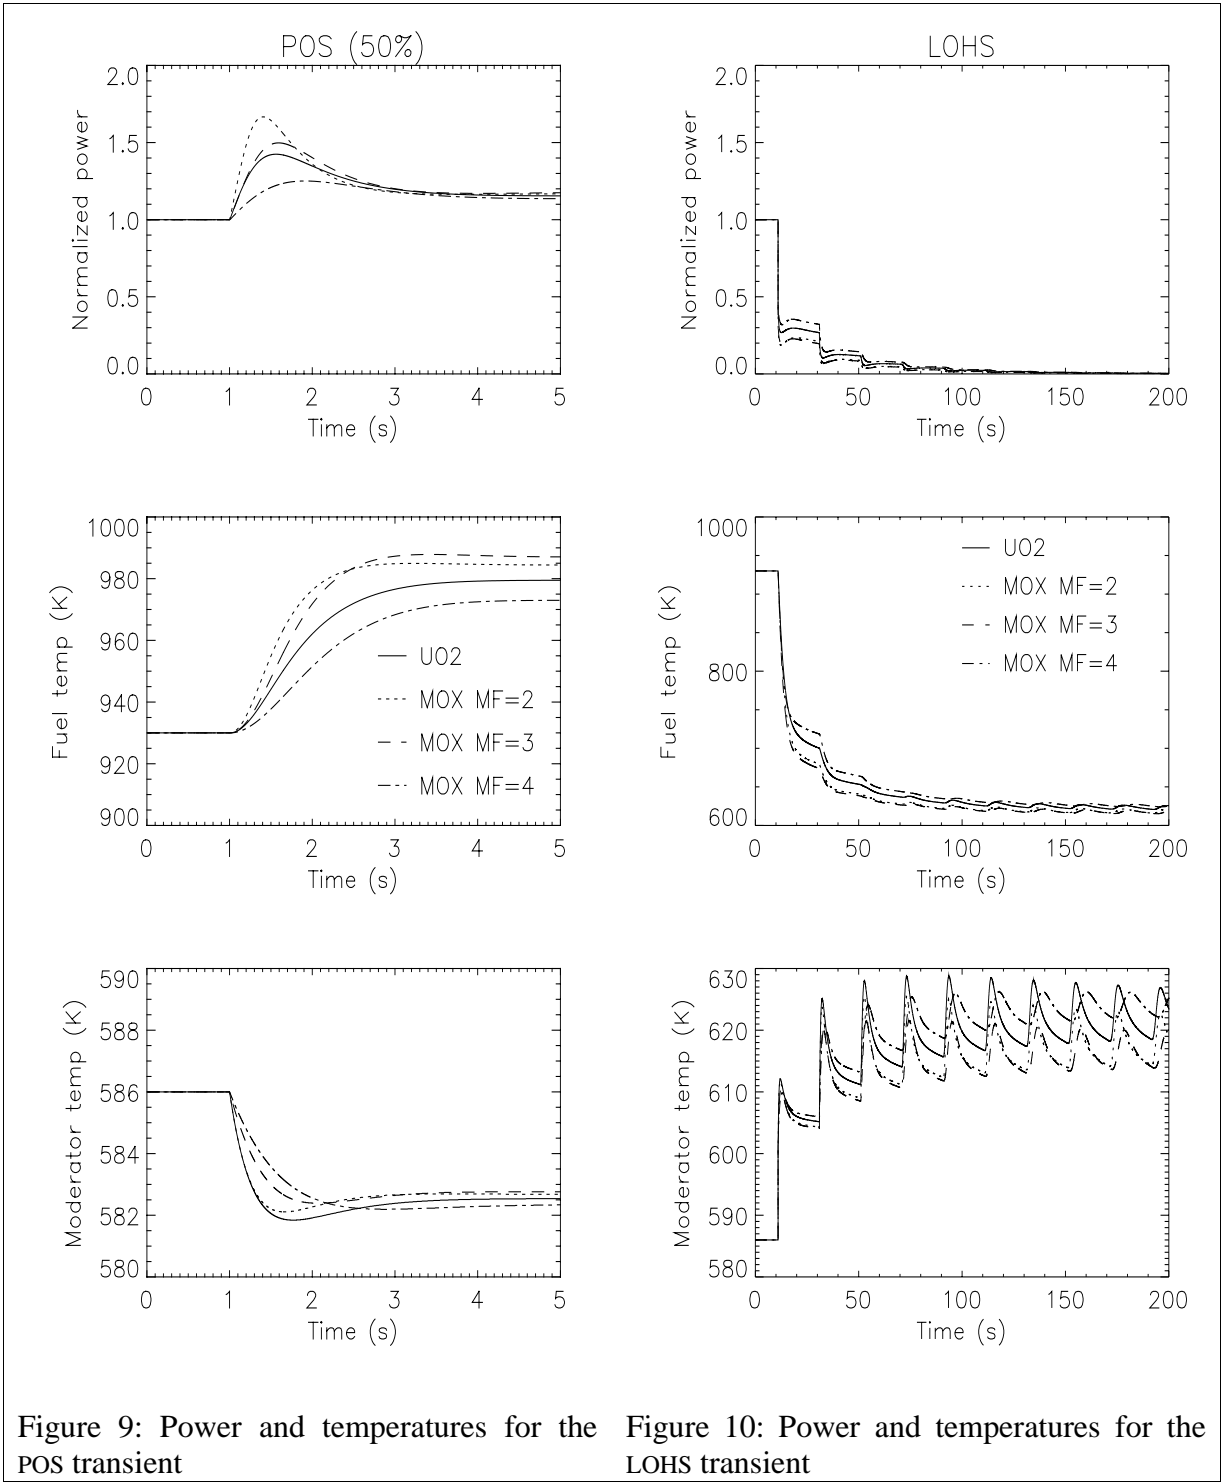 POS (50%)
2.0
1.5
1.0
0.5
0.0
Normalized power
0 1 2 3 4 5
Time (s)
LOHS
2.0
1.5
1.0
0.5
0.0
Normalized power
0 50 100 150 200
Time (s)
1000
980
960
940
920
900
Fuel temp (K)
UO2
MOX MF=2
MOX MF=3
MOX MF=4
0 1 2 3 4 5
Time (s)
1000
800
600
Fuel temp (K)
UO2
MOX MF=2
MOX MF=3
MOX MF=4
0 50 100 150 200
Time (s)
590
588
586
584
582
580
Moderator temp (K)
0 1 2 3 4 5
Time (s)
630
620
610
600
590
580
Moderator temp (K)
0 50 100 150 200
Time (s)
Figure 9: Power and temperatures for the
POS transient
Figure 10: Power and temperatures for the
LOHS transient